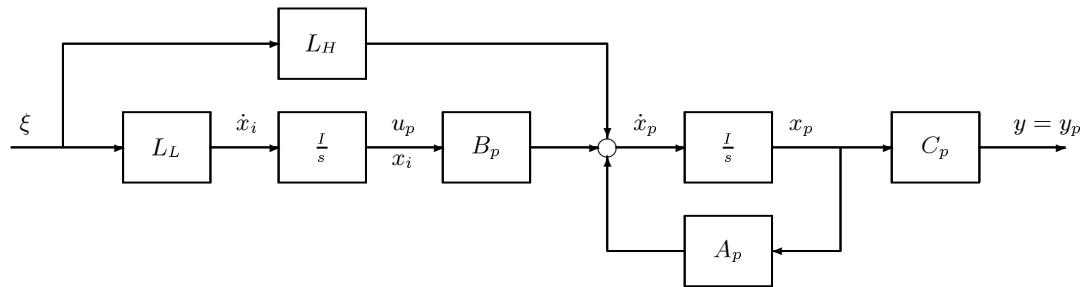 L_H
ξ
L_L
ẋ_i
I/s
u_p
x_i
B_p
ẋ_p
I/s
x_p
C_p
y = y_p
A_p